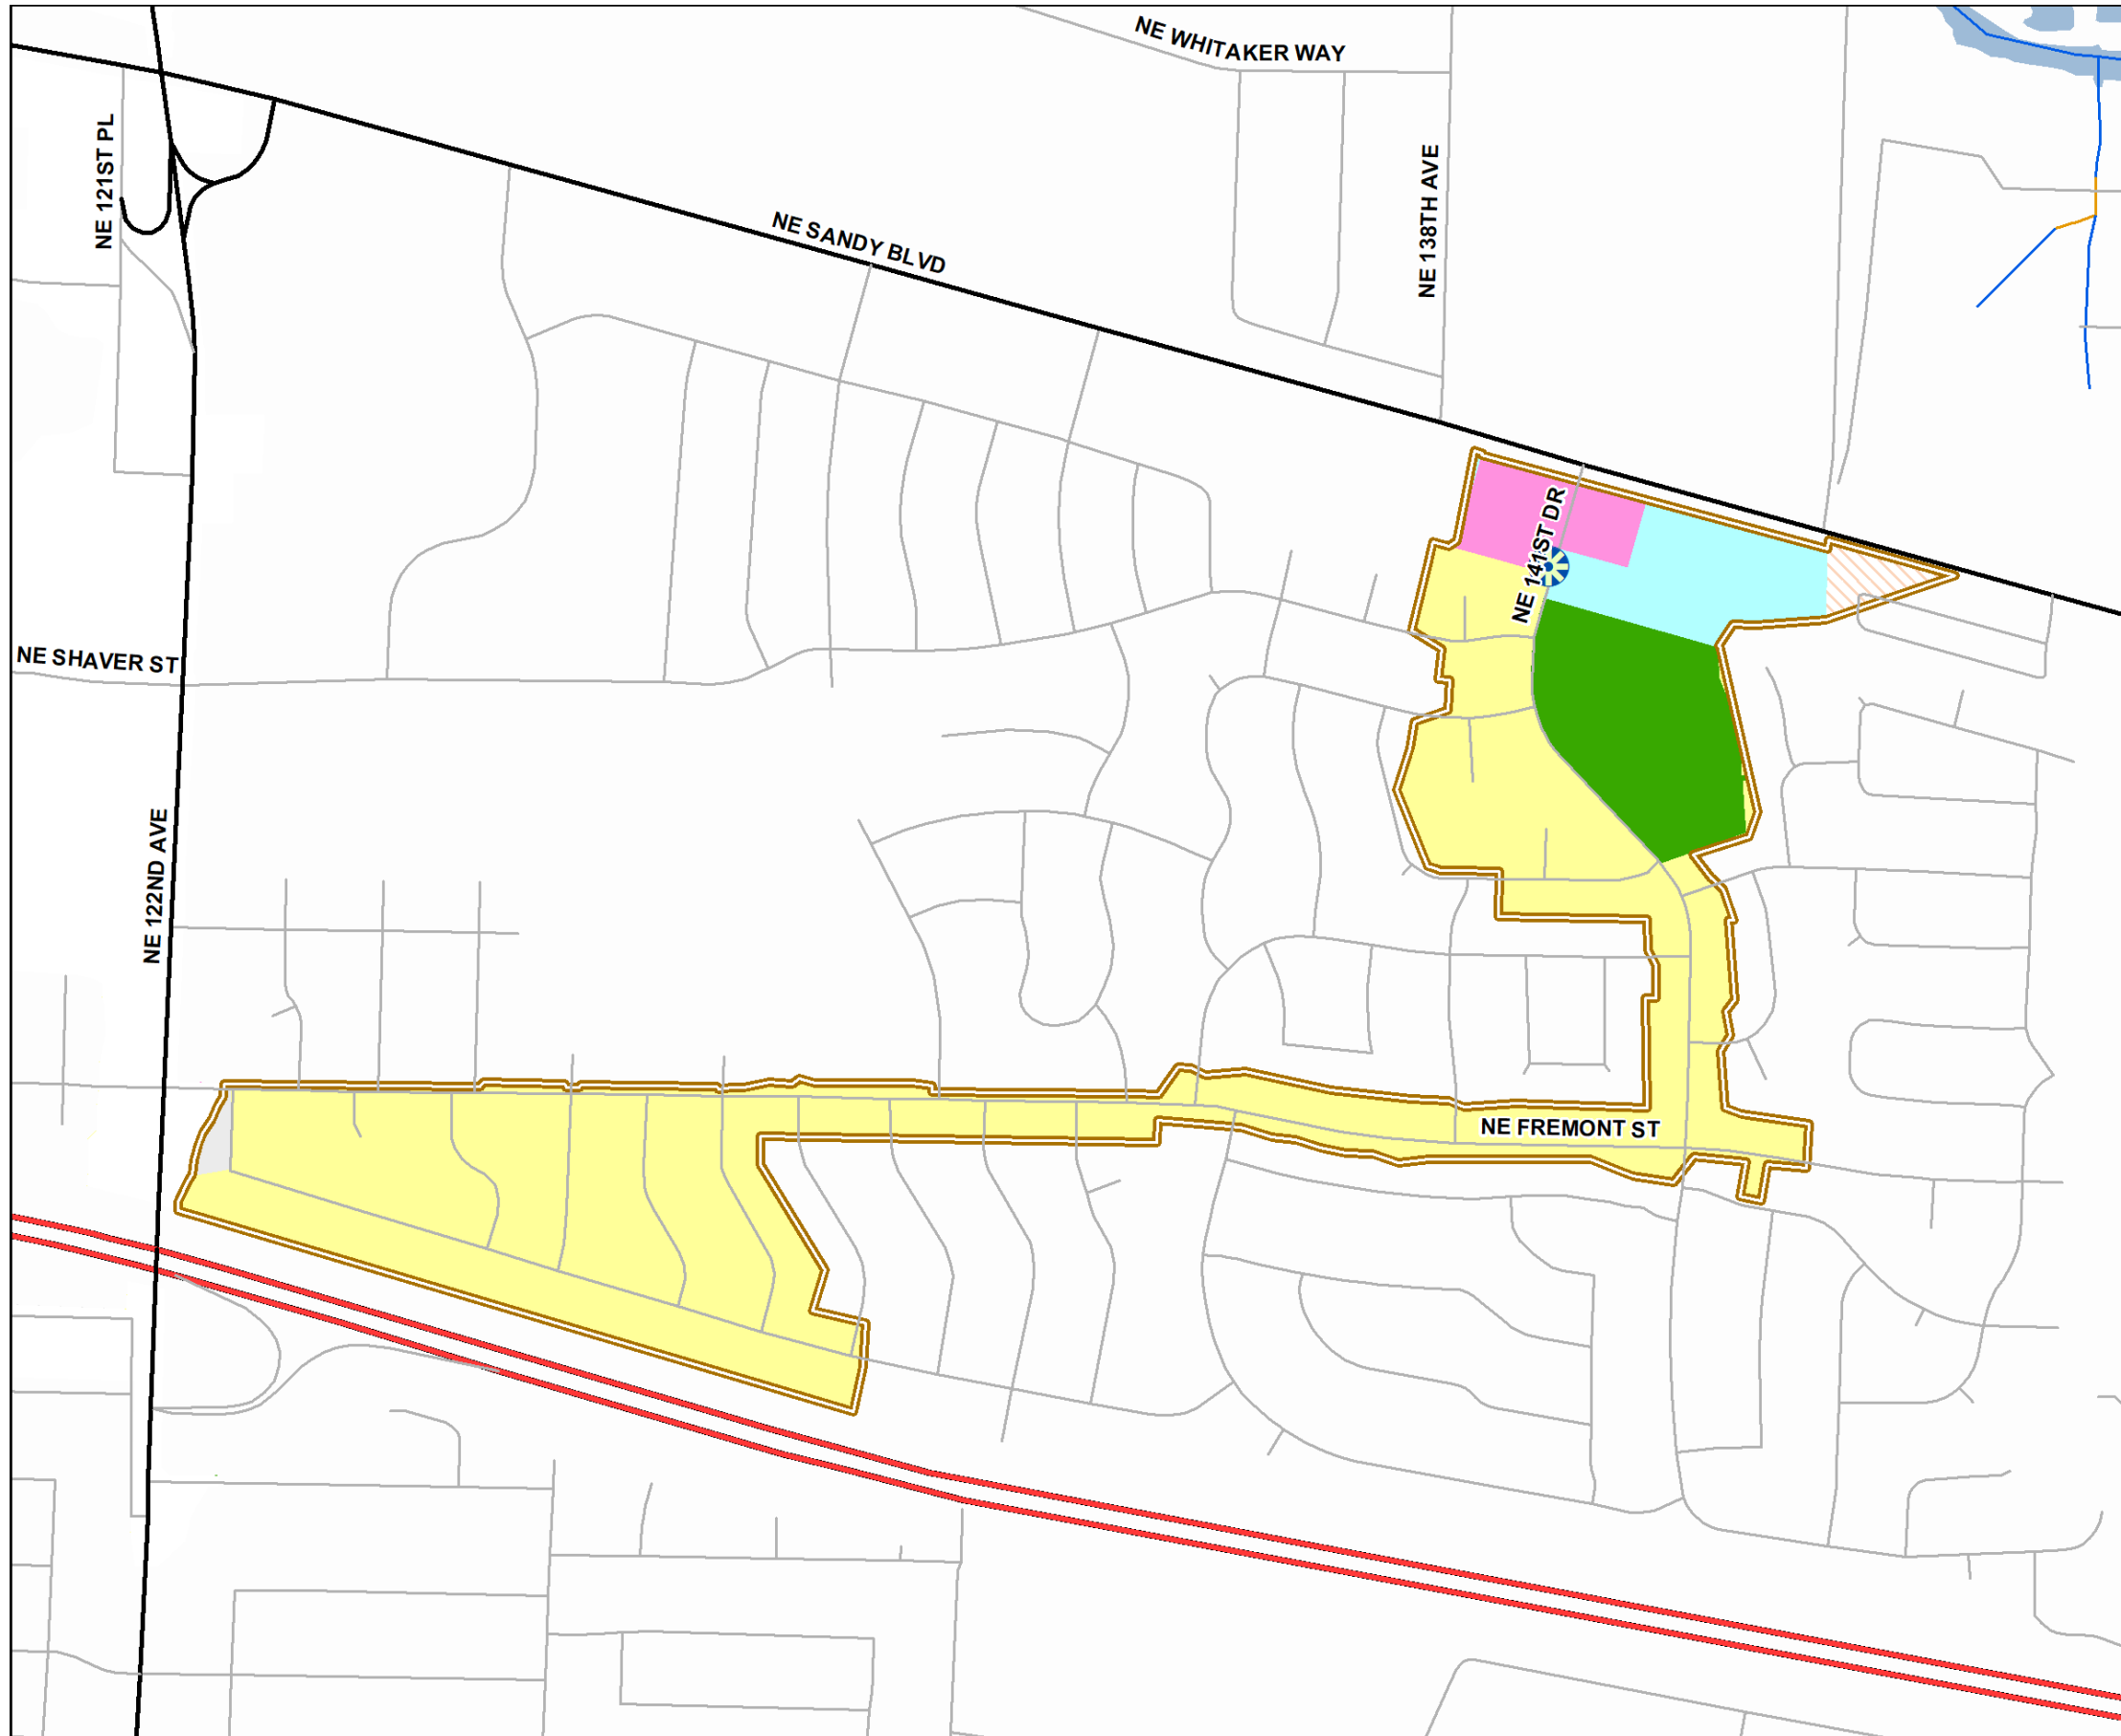 NE WHITAKER WAY
NE 121ST PL
NE 138TH AVE
NE SANDY BLVD
NE 141ST DR
NE SHAVER ST
NE 122ND AVE
NE FREMONT ST